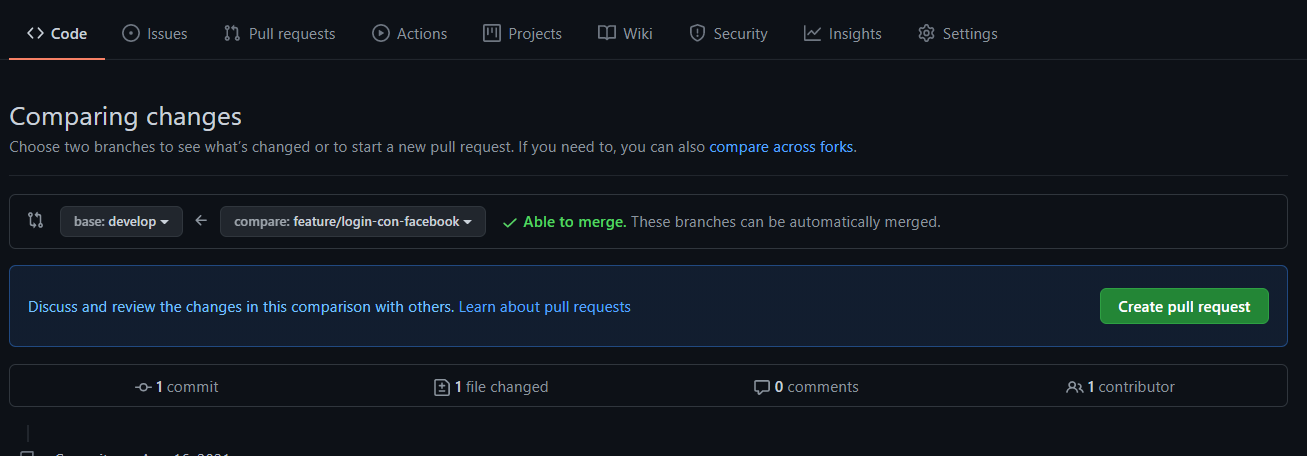 Code Issues Pull requests Actions Projects Wiki Security Insights Settings
Comparing changes
Choose two branches to see what's changed or to start a new pull request. If you need to, you can also compare across forks.
base: develop compare: feature/login-con-facebook Able to merge. These branches can be automatically merged.
Discuss and review the changes in this comparison with others. Learn about pull requests Create pull request
1 commit 1 file changed 0 comments 1 contributor